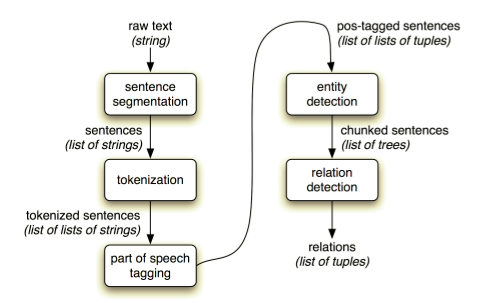 raw text
(string)
sentence
segmentation
sentences
(list of strings)
tokenization
tokenized sentences
(list of lists of strings)
part of speech
tagging
pos-tagged sentences
(list of lists of tuples)
entity
detection
chunked sentences
(list of trees)
relation
detection
relations
(list of tuples)